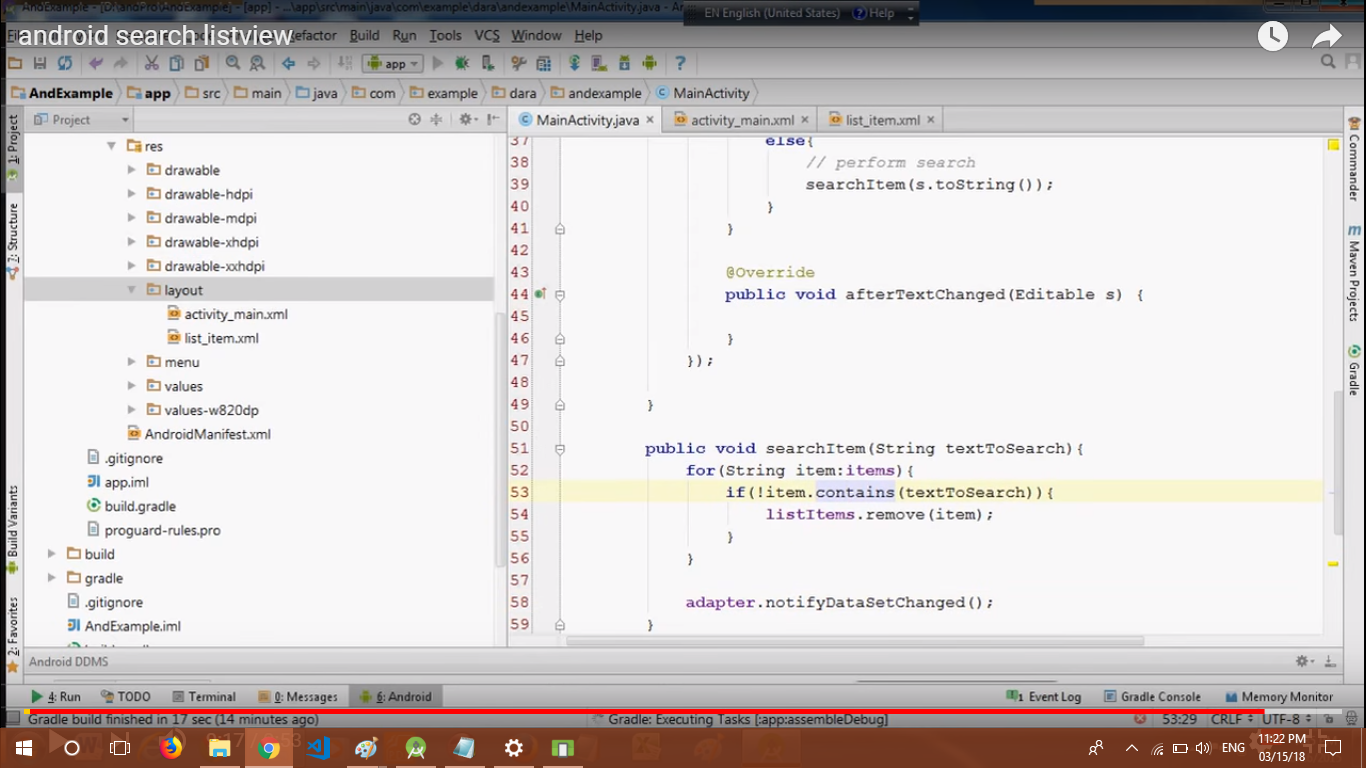 AndExample - [D:\anoPro\AndExample] - [app] - ...\app\src\main\java\com\example\dara\andexample\MainActivity.java - An
EN English (United States) Help
android search listview
Refactor Build Run Tools VCS Window Help
app
AndExample app src main java com example dara andexample MainActivity
Project
MainActivity.java activity_main.xml list_item.xml
1: Project
7: Structure
Build Variants
2: Favorites
res
drawable
drawable-hdpi
drawable-mdpi
drawable-xhdpi
drawable-xxhdpi
layout
activity_main.xml
list_item.xml
menu
values
values-w820dp
AndroidManifest.xml
.gitignore
app.iml
build.gradle
proguard-rules.pro
build
gradle
.gitignore
AndExample.iml
37 else{
38 // perform search
39 searchItem(s.toString());
40 }
41 }
42
43 @Override
44 public void afterTextChanged(Editable s) {
45
46 }
47 });
48
49 }
50
51 public void searchItem(String textToSearch){
52 for(String item:items){
53 if(!item.contains(textToSearch)){
54 listItems.remove(item);
55 }
56 }
57
58 adapter.notifyDataSetChanged();
59 }
Commander
Maven Projects
Gradle
Android DDMS
4: Run TODO Terminal 0: Messages 6: Android 1 Event Log Gradle Console Memory Monitor
Gradle build finished in 17 sec (14 minutes ago) Gradle: Executing Tasks [:app:assembleDebug] 53:29 CRLF UTF-8
ENG
11:22 PM
03/15/18